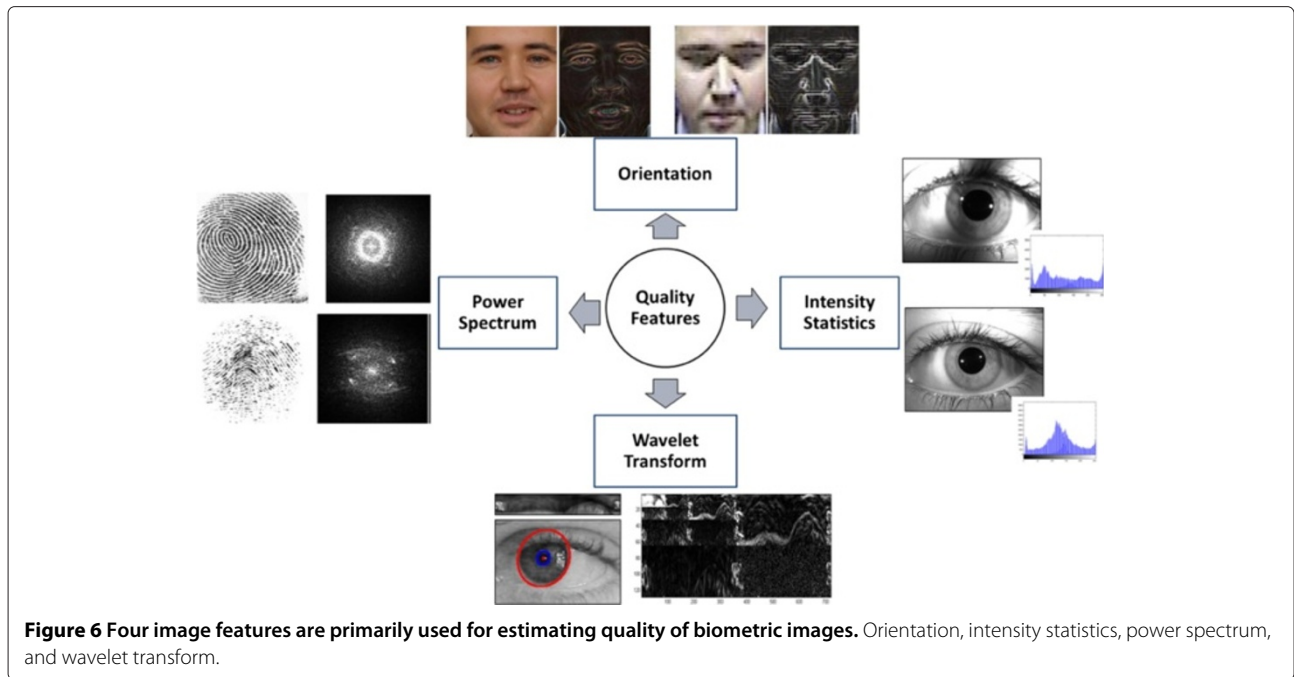 Orientation
Power
Spectrum
Quality
Features
Intensity
Statistics
Wavelet
Transform
Figure 6 Four image features are primarily used for estimating quality of biometric images. Orientation, intensity statistics, power spectrum,
and wavelet transform.